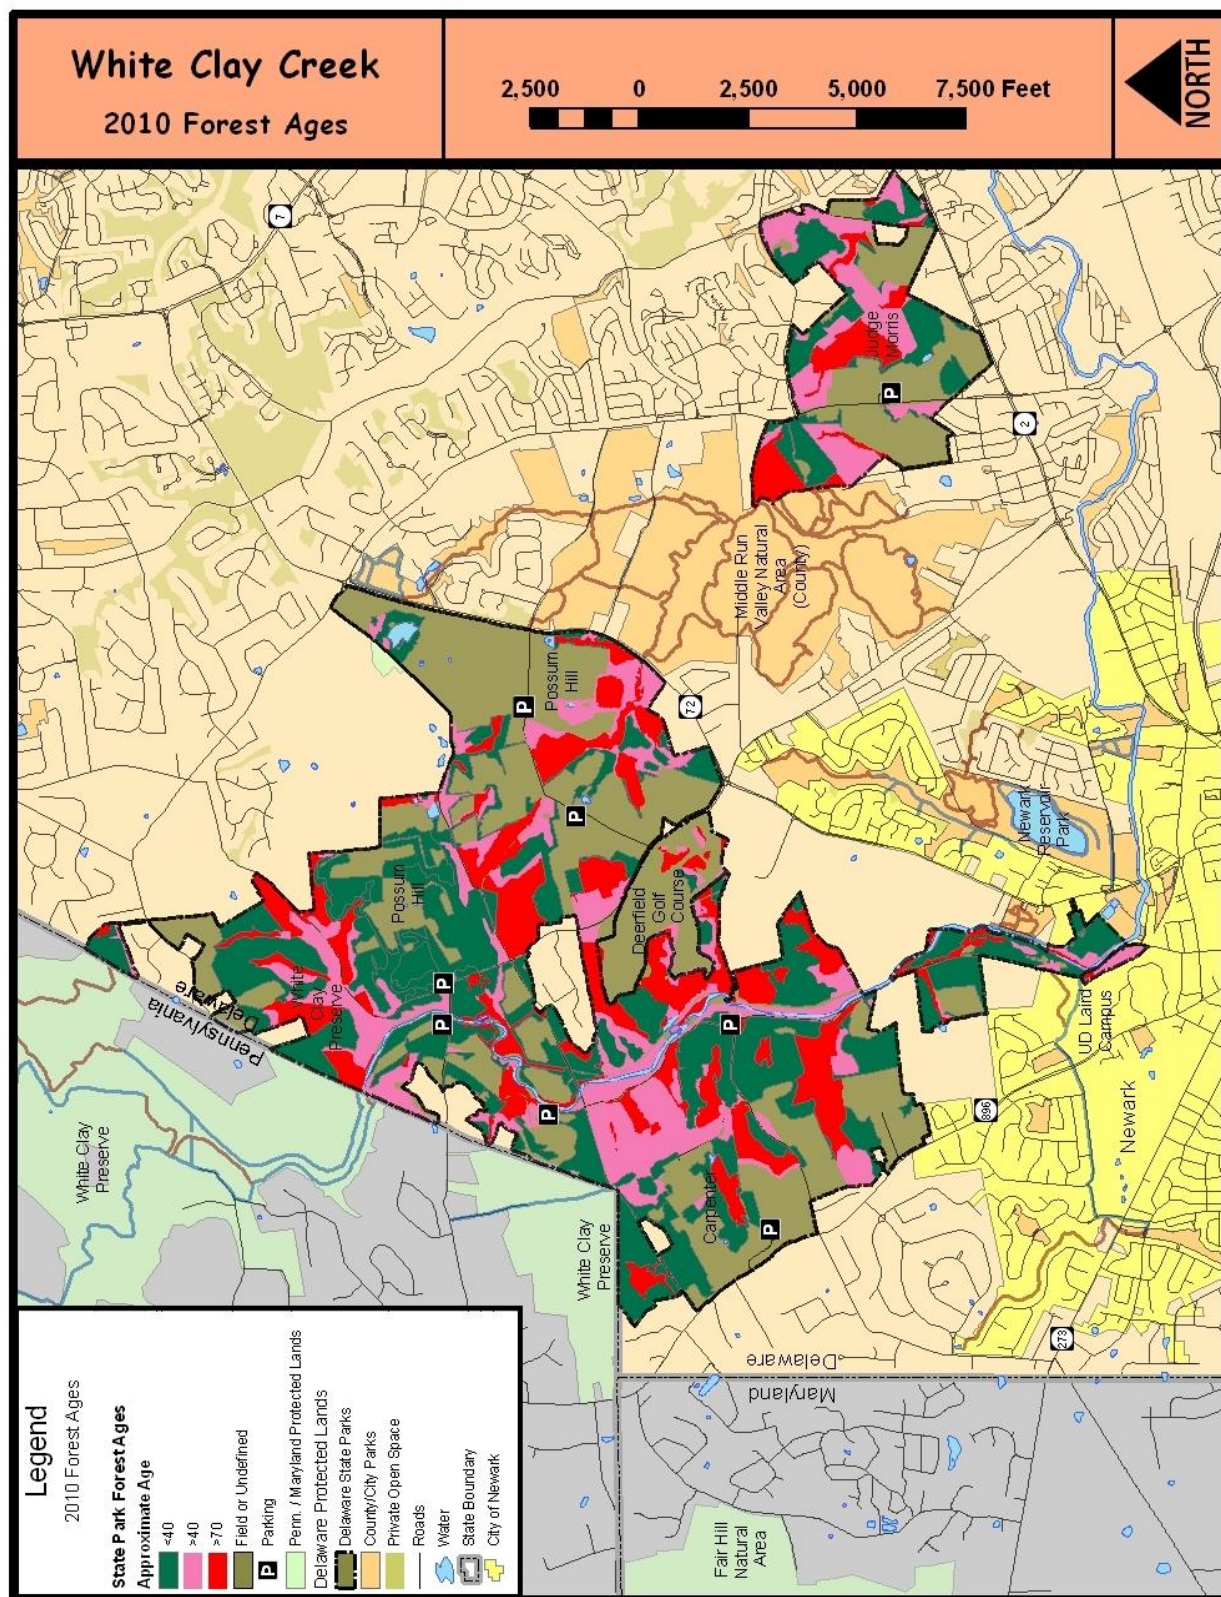 White Clay Creek
2010 Forest Ages
2,500 0 2,500 5,000 7,500 Feet
NORTH
7
Judge
Morris
P
2
Middle Run
Valley Natural
Area
(County)
Possum
Hill
P
72
P
Newark
Reservoir
Park
Possum
Hill
Deerfield
Golf
Course
White
Clay
Preserve
P
P
P
P
Pennsylvania
Delaware
White Clay
Preserve
UD Laird
Campus
896
Newark
Carpenter
P
White Clay
Preserve
273
Delaware
Maryland
Fair Hill
Natural
Area
Legend
2010 Forest Ages
State Park Forest Ages
Approximate Age
<40
>40
>70
Field or Undefined
P Parking
Penn. / Maryland Protected Lands
Delaware Protected Lands
Delaware State Parks
County/City Parks
Private Open Space
Roads
Water
State Boundary
City of Newark